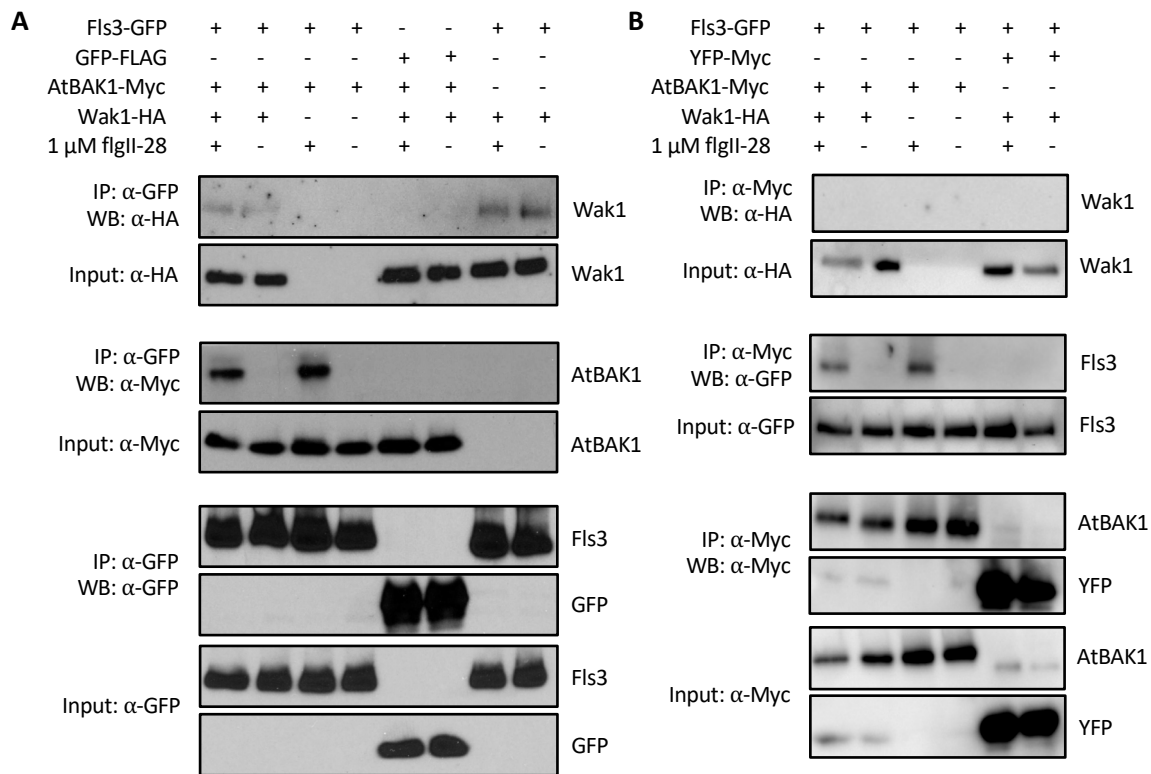 A
Fls3-GFP + + + + - - + +
GFP-FLAG - - - - + + - -
AtBAK1-Myc + + + + + + - -
Wak1-HA + + - - + + + +
1 μM flgII-28 + - + - + - + -
IP: α-GFP
WB: α-HA
Wak1
Input: α-HA
Wak1
IP: α-GFP
WB: α-Myc
AtBAK1
Input: α-Myc
AtBAK1
IP: α-GFP
WB: α-GFP
Fls3
GFP
Input: α-GFP
Fls3
GFP
B
Fls3-GFP + + + + + +
YFP-Myc - - - - + +
AtBAK1-Myc + + + + - -
Wak1-HA + + - - + +
1 μM flgII-28 + - + - + -
IP: α-Myc
WB: α-HA
Wak1
Input: α-HA
Wak1
IP: α-Myc
WB: α-GFP
Fls3
Input: α-GFP
Fls3
IP: α-Myc
WB: α-Myc
AtBAK1
YFP
Input: α-Myc
AtBAK1
YFP